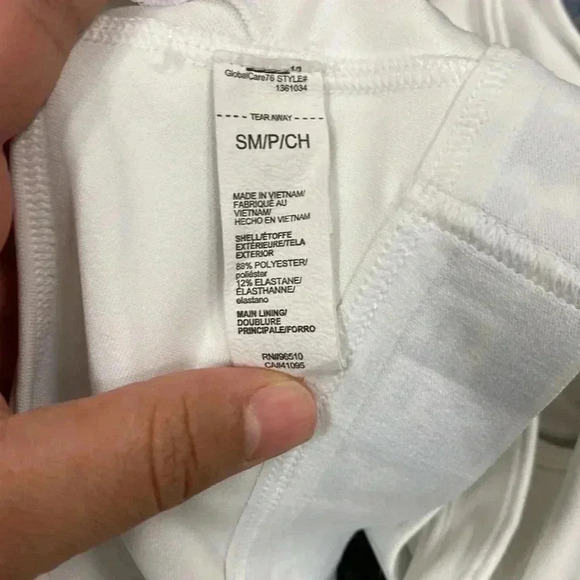 GlobalCare76 STYLE#
1361034
TEAR AWAY
SM/P/CH
MADE IN VIETNAM/
FABRIQUÉ AU
VIETNAM/
HECHO EN VIETNAM
SHELL/ÉTOFFE
EXTÉRIEURE/TELA
EXTERIOR
88% POLYESTER/
poliéster
12% ELASTANE/
ÉLASTHANNE/
elastano
MAIN LINING/
DOUBLURE
PRINCIPALE/FORRO
RN#96510
CA#41095